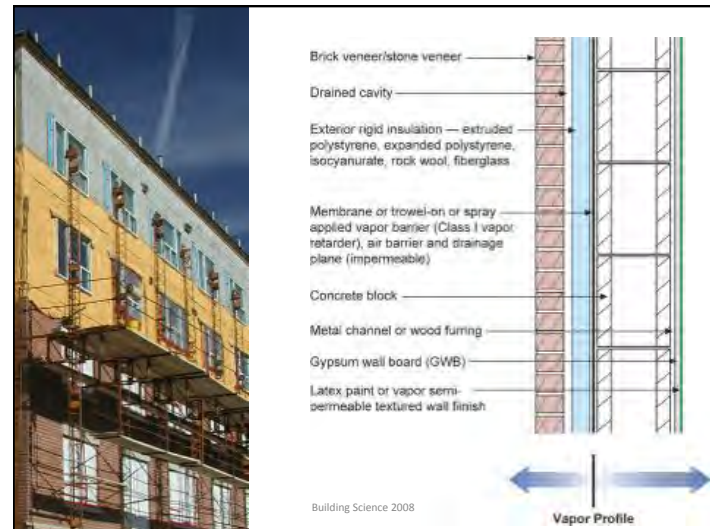 Brick veneer/stone veneer
Drained cavity
Exterior rigid insulation — extruded
polystyrene, expanded polystyrene,
isocyanurate, rock wool, fiberglass
Membrane or trowel-on or spray
applied vapor barrier (Class I vapor
retarder), air barrier and drainage
plane (impermeable)
Concrete block
Metal channel or wood furring
Gypsum wall board (GWB)
Latex paint or vapor semi-
permeable textured wall finish
Building Science 2008
Vapor Profile